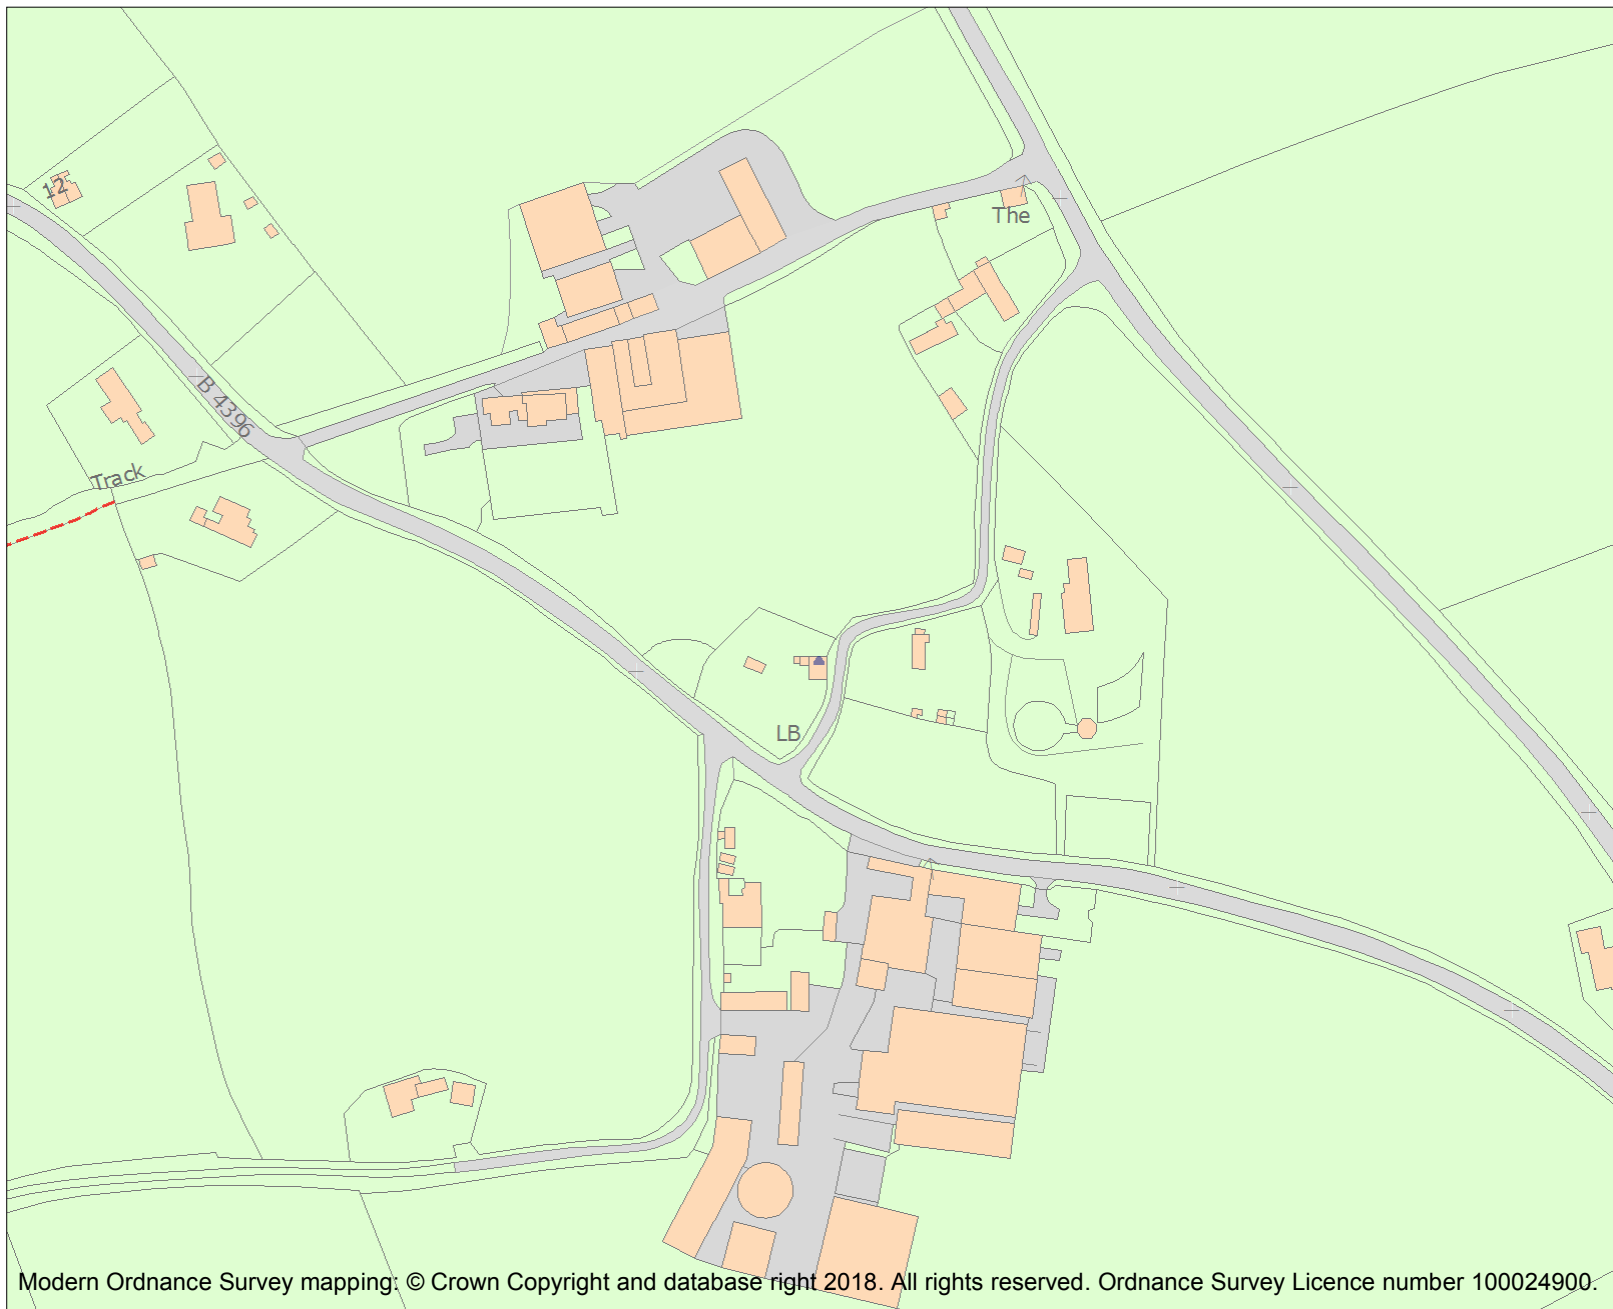 12
The
B 4396
Track
LB
Modern Ordnance Survey mapping: © Crown Copyright and database right 2018. All rights reserved. Ordnance Survey Licence number 100024900.